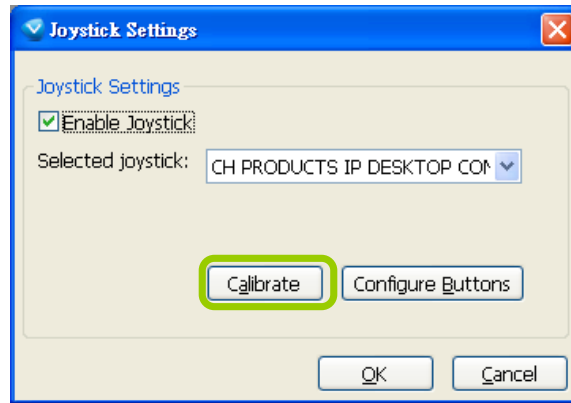 Joystick Settings
Joystick Settings
Enable Joystick
Selected joystick: CH PRODUCTS IP DESKTOP CON
Calibrate Configure Buttons
OK Cancel